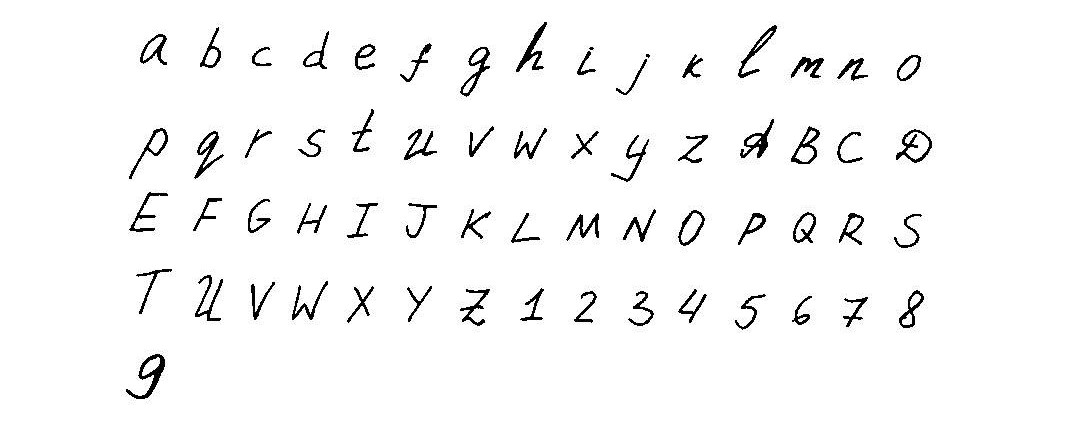 a b c d e f g h i j k l m n o
p q r s t u v w x y z A B C D
E F G H I J K L M N O P Q R S
T U V W X Y Z 1 2 3 4 5 6 7 8
9